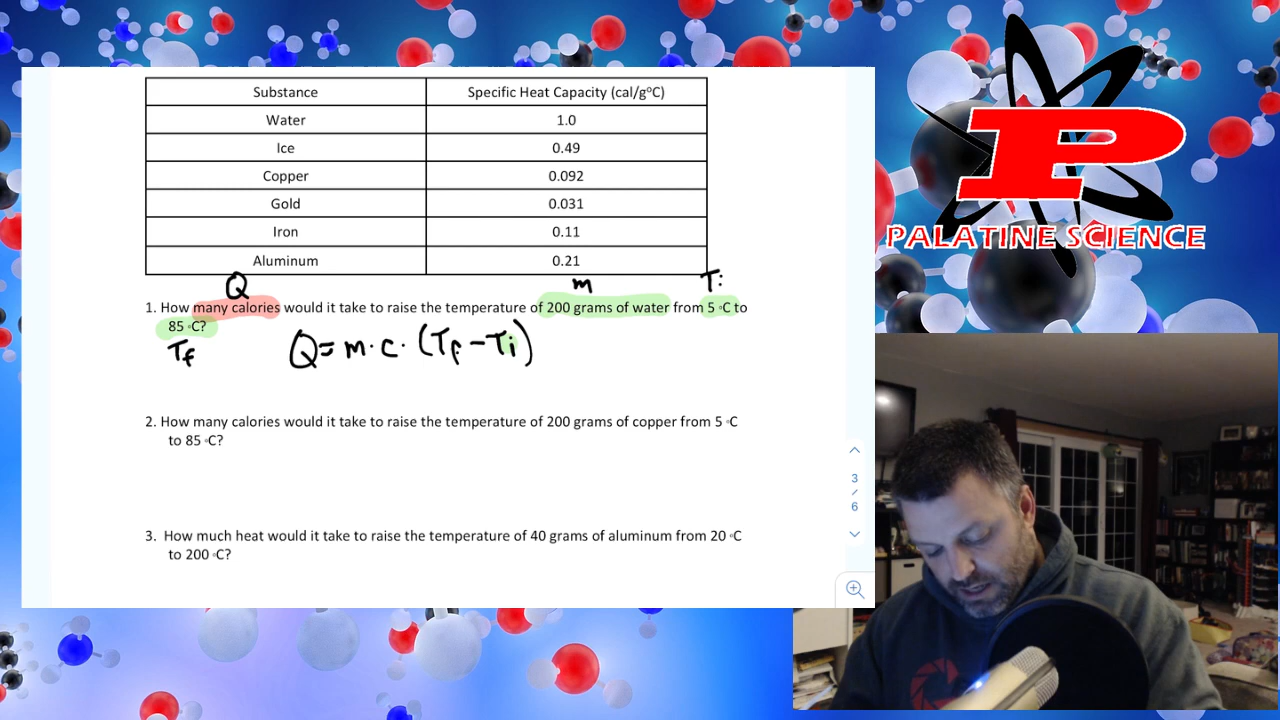 Substance Specific Heat Capacity (cal/g°C)
Water 1.0
Ice 0.49
Copper 0.092
Gold 0.031
Iron 0.11
Aluminum 0.21
Q m Ti
1. How many calories would it take to raise the temperature of 200 grams of water from 5 °C to
85 °C?
Tf Q = m · c · (Tf - Ti)
2. How many calories would it take to raise the temperature of 200 grams of copper from 5 °C
to 85 °C?
3. How much heat would it take to raise the temperature of 40 grams of aluminum from 20 °C
to 200 °C?
3
/
6
P
PALATINE SCIENCE